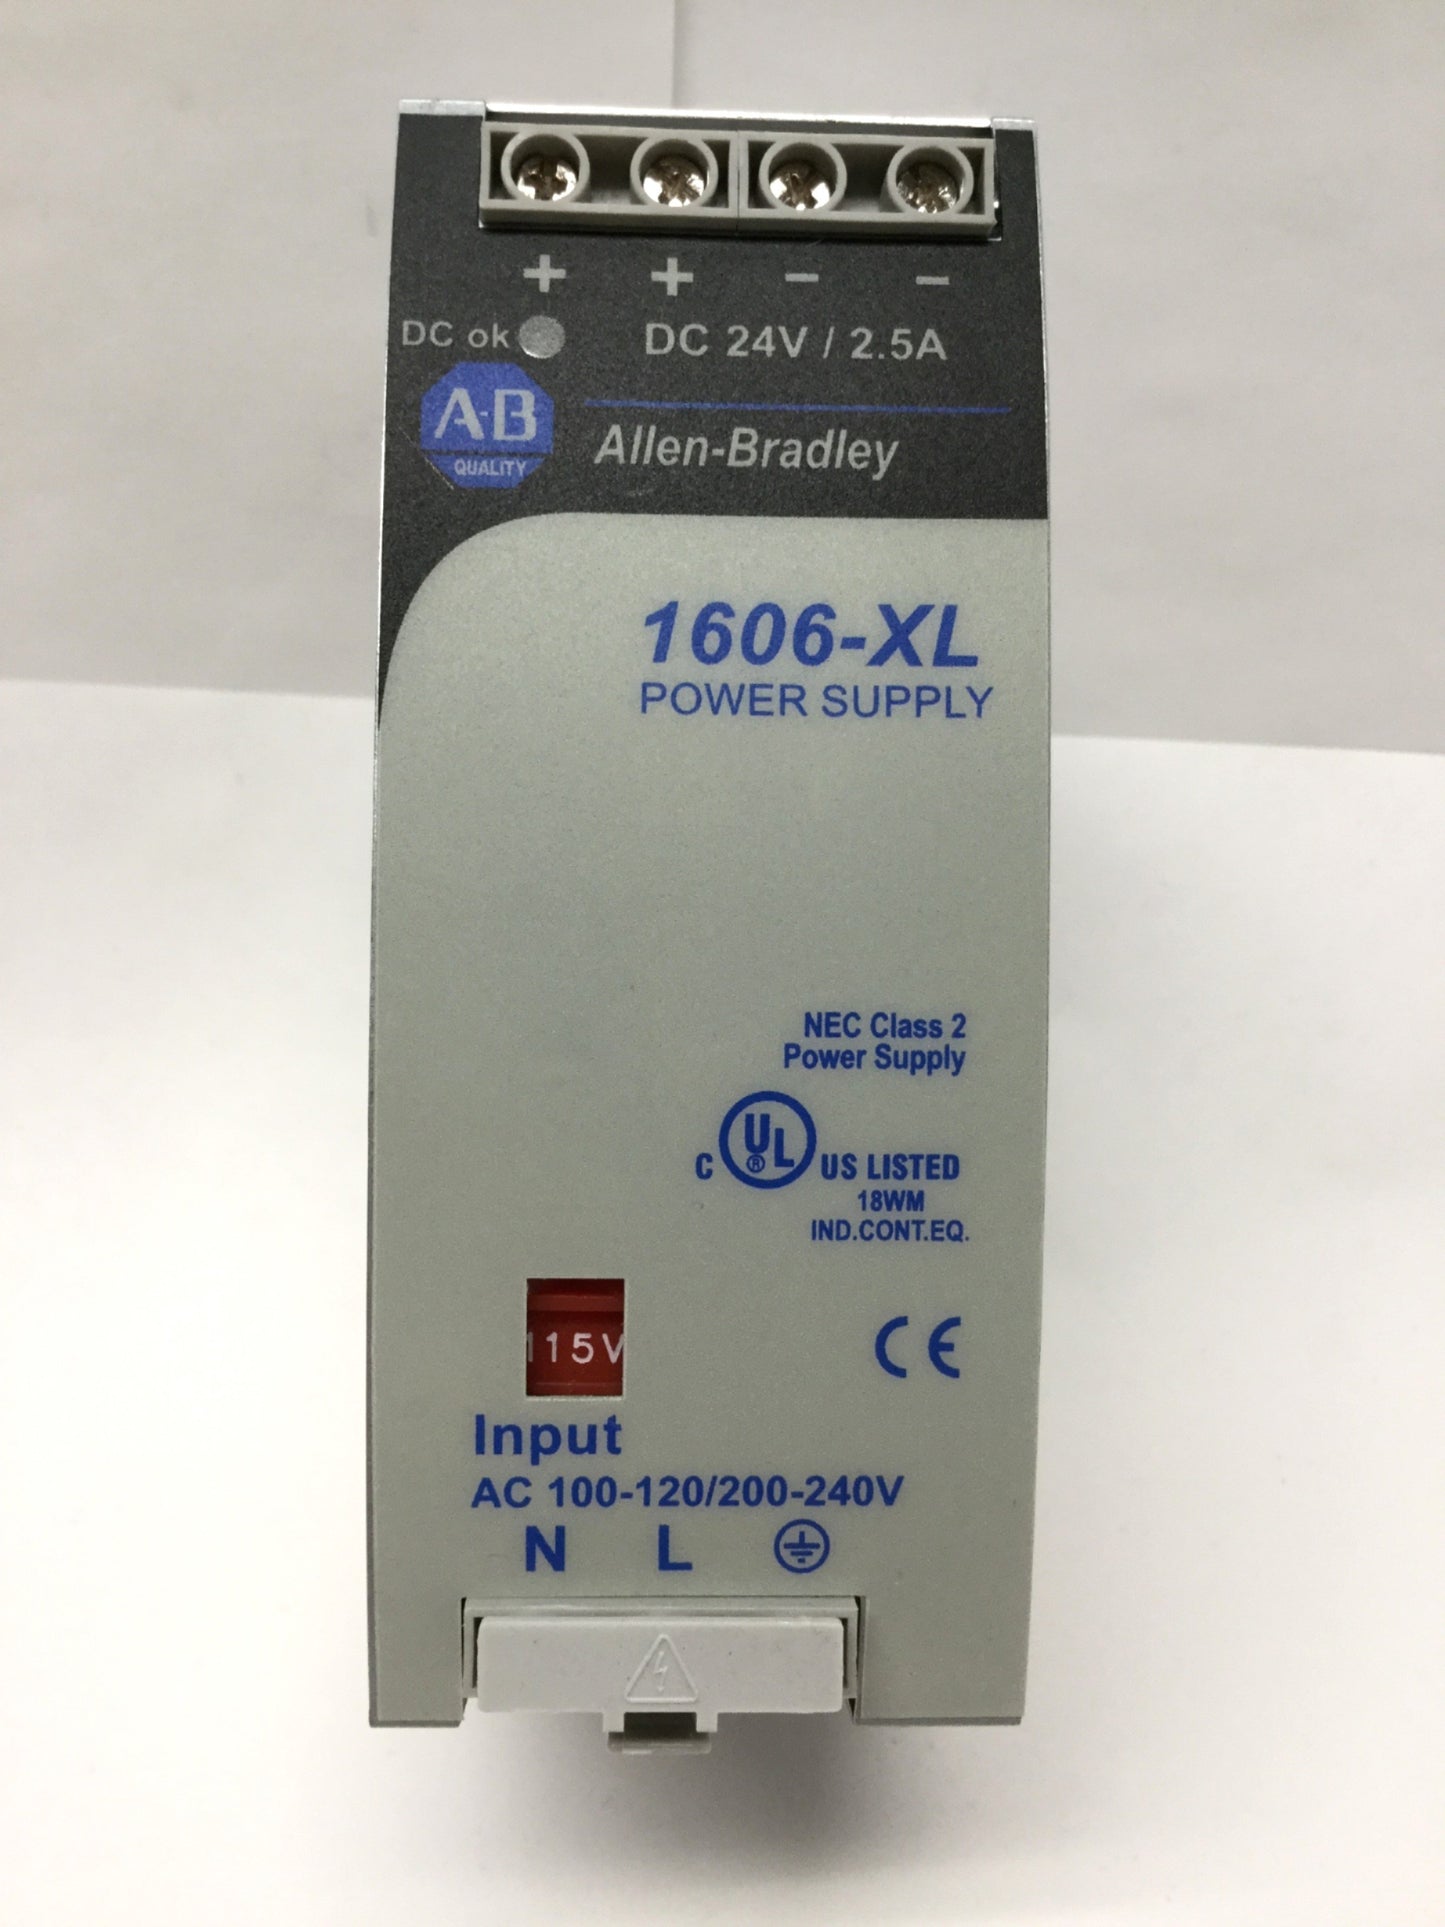 + + − −
DC ok DC 24V / 2.5A
A-B
QUALITY
Allen-Bradley
1606-XL
POWER SUPPLY
NEC Class 2
Power Supply
C UL ® US LISTED
18WM
IND.CONT.EQ.
115V
CE
Input
AC 100-120/200-240V
N L